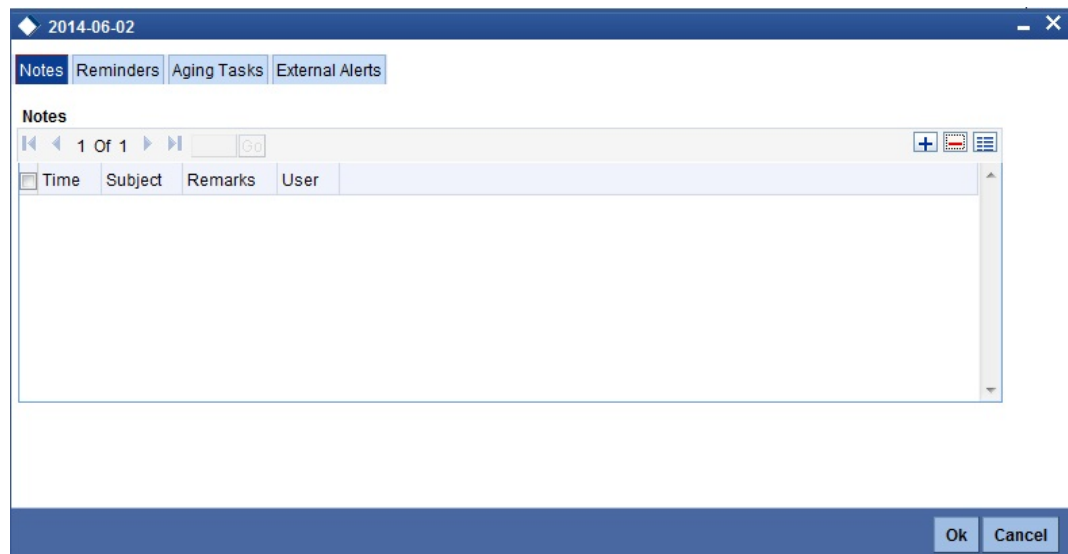 2014-06-02
Notes Reminders Aging Tasks External Alerts
Notes
1 Of 1 Go
Time Subject Remarks User
Ok Cancel